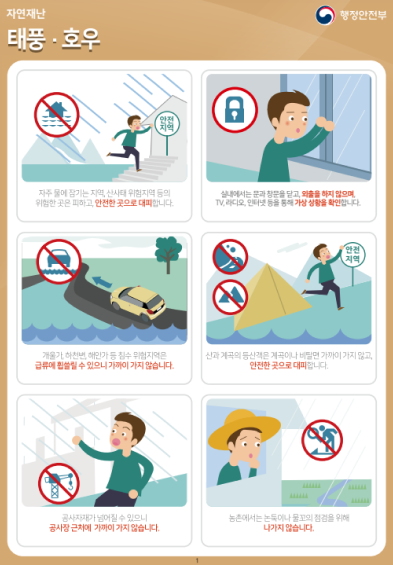 자연재난
태풍 · 호우
행정안전부
안전
지역
자주 물에 잠기는 지역, 산사태 위험지역 등의
위험한 곳은 피하고, 안전한 곳으로 대피합니다.
실내에서는 문과 창문을 닫고, 외출을 하지 않으며,
TV, 라디오, 인터넷 등을 통해 기상 상황을 확인합니다.
개울가, 하천변, 해안가 등 침수 위험지역은
급류에 휩쓸릴 수 있으니 가까이 가지 않습니다.
안전
지역
산과 계곡의 등산객은 계곡이나 비탈면 가까이 가지 않고,
안전한 곳으로 대피합니다.
공사자재가 넘어질 수 있으니
공사장 근처에 가까이 가지 않습니다.
농촌에서는 논둑이나 물꼬의 점검을 위해
나가지 않습니다.
1